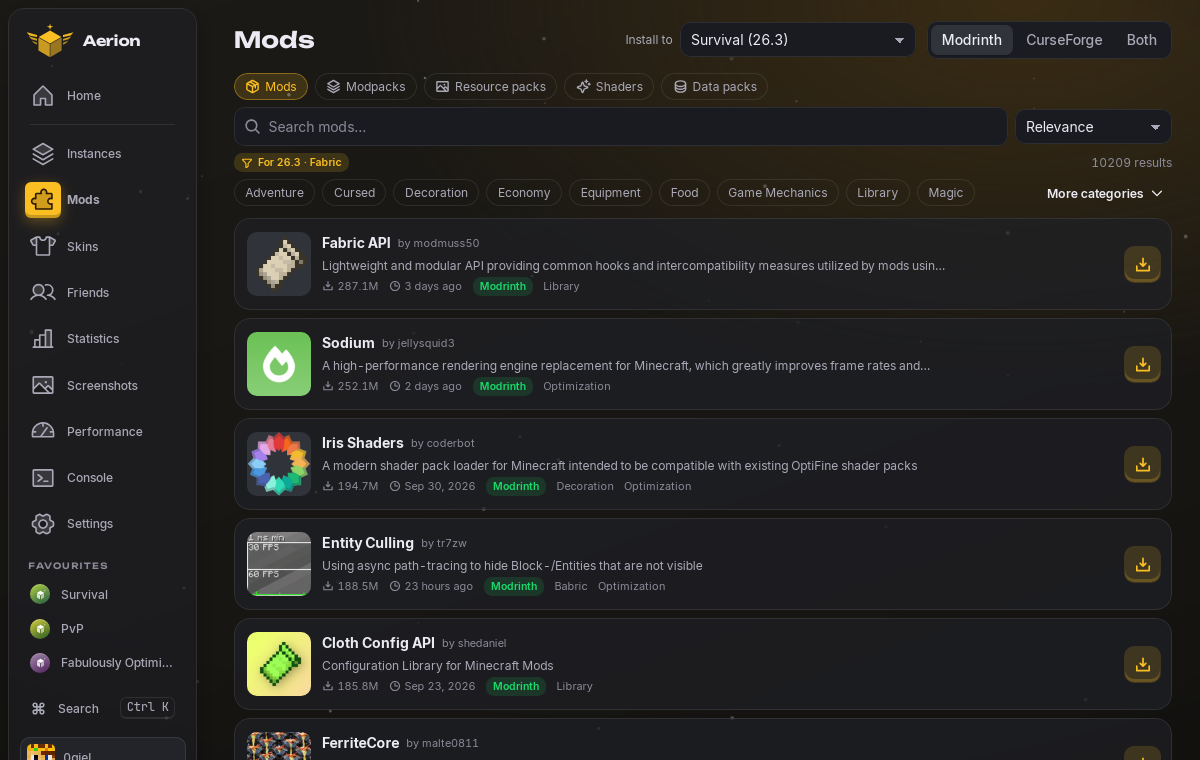 Aerion
Home
Instances
Mods
Skins
Friends
Statistics
Screenshots
Performance
Console
Settings
FAVOURITES
Survival
PvP
Fabulously Optimi...
Search Ctrl K
0giel
Mods
Install to Survival (26.3) Modrinth CurseForge Both
Mods Modpacks Resource packs Shaders Data packs
Search mods... Relevance
For 26.3 · Fabric 10209 results
Adventure Cursed Decoration Economy Equipment Food Game Mechanics Library Magic More categories
Fabric API by modmuss50
Lightweight and modular API providing common hooks and intercompatibility measures utilized by mods usin...
287.1M 3 days ago Modrinth Library
Sodium by jellysquid3
A high-performance rendering engine replacement for Minecraft, which greatly improves frame rates and...
252.1M 2 days ago Modrinth Optimization
Iris Shaders by coderbot
A modern shader pack loader for Minecraft intended to be compatible with existing OptiFine shader packs
194.7M Sep 30, 2026 Modrinth Decoration Optimization
1 ms min
30 FPS
60 FPS
Entity Culling by tr7zw
Using async path-tracing to hide Block-/Entities that are not visible
188.5M 23 hours ago Modrinth Babric Optimization
Cloth Config API by shedaniel
Configuration Library for Minecraft Mods
185.8M Sep 23, 2026 Modrinth Library
FerriteCore by malte0811